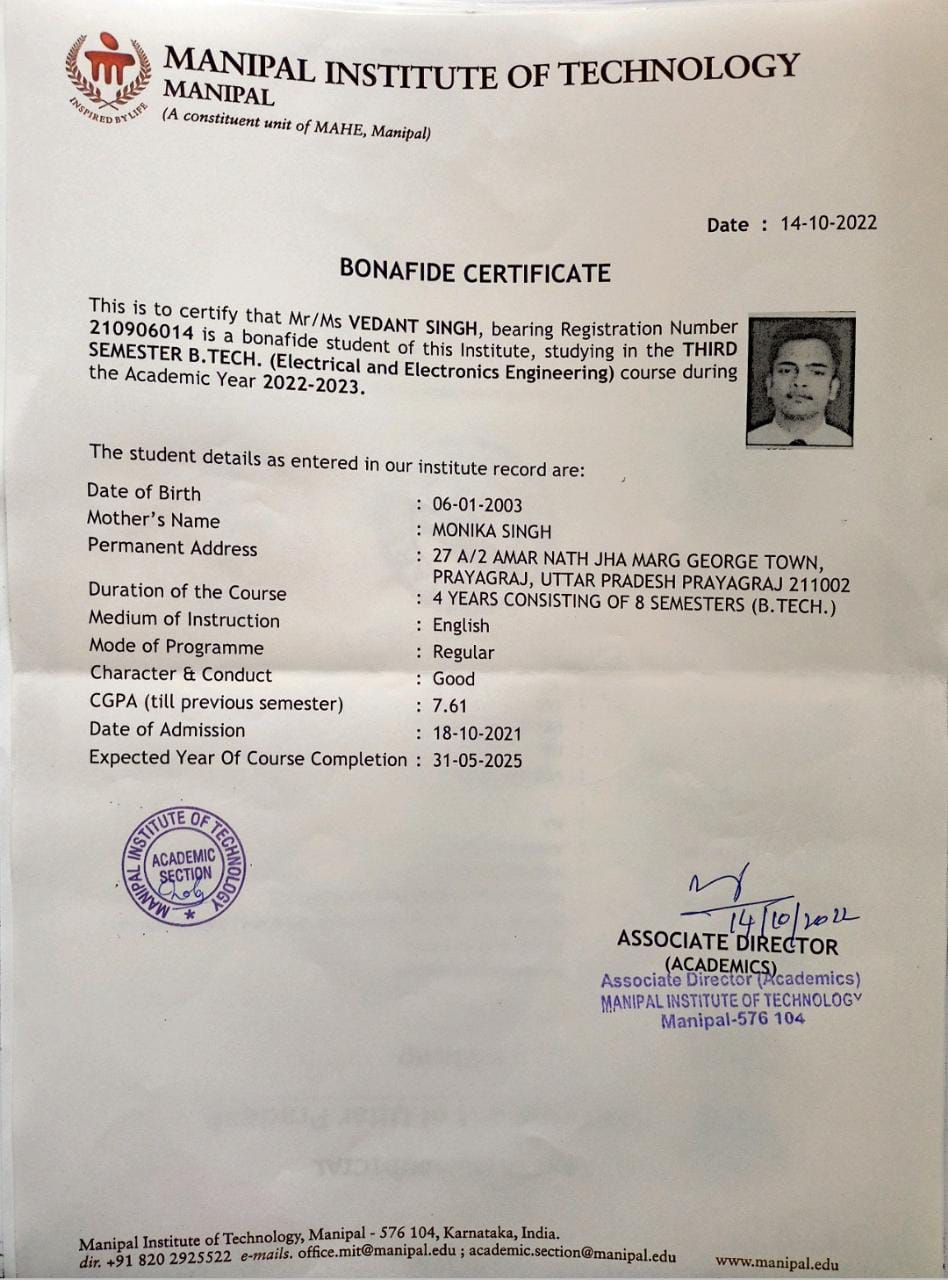 MANIPAL INSTITUTE OF TECHNOLOGY
MANIPAL
(A constituent unit of MAHE, Manipal)
INSPIRED BY LIFE
Date : 14-10-2022
BONAFIDE CERTIFICATE
This is to certify that Mr/Ms VEDANT SINGH, bearing Registration Number
210906014 is a bonafide student of this Institute, studying in the THIRD
SEMESTER B.TECH. (Electrical and Electronics Engineering) course during
the Academic Year 2022-2023.
The student details as entered in our institute record are:
Date of Birth : 06-01-2003
Mother's Name : MONIKA SINGH
Permanent Address : 27 A/2 AMAR NATH JHA MARG GEORGE TOWN,
PRAYAGRAJ, UTTAR PRADESH PRAYAGRAJ 211002
Duration of the Course : 4 YEARS CONSISTING OF 8 SEMESTERS (B.TECH.)
Medium of Instruction : English
Mode of Programme : Regular
Character & Conduct : Good
CGPA (till previous semester) : 7.61
Date of Admission : 18-10-2021
Expected Year Of Course Completion : 31-05-2025
MANIPAL INSTITUTE OF TECHNOLOGY
ACADEMIC
SECTION
14/10/2022
ASSOCIATE DIRECTOR
(ACADEMICS)
Associate Director (Academics)
MANIPAL INSTITUTE OF TECHNOLOGY
Manipal-576 104
Manipal Institute of Technology, Manipal - 576 104, Karnataka, India.
dir. +91 820 2925522 e-mails. office.mit@manipal.edu ; academic.section@manipal.edu www.manipal.edu